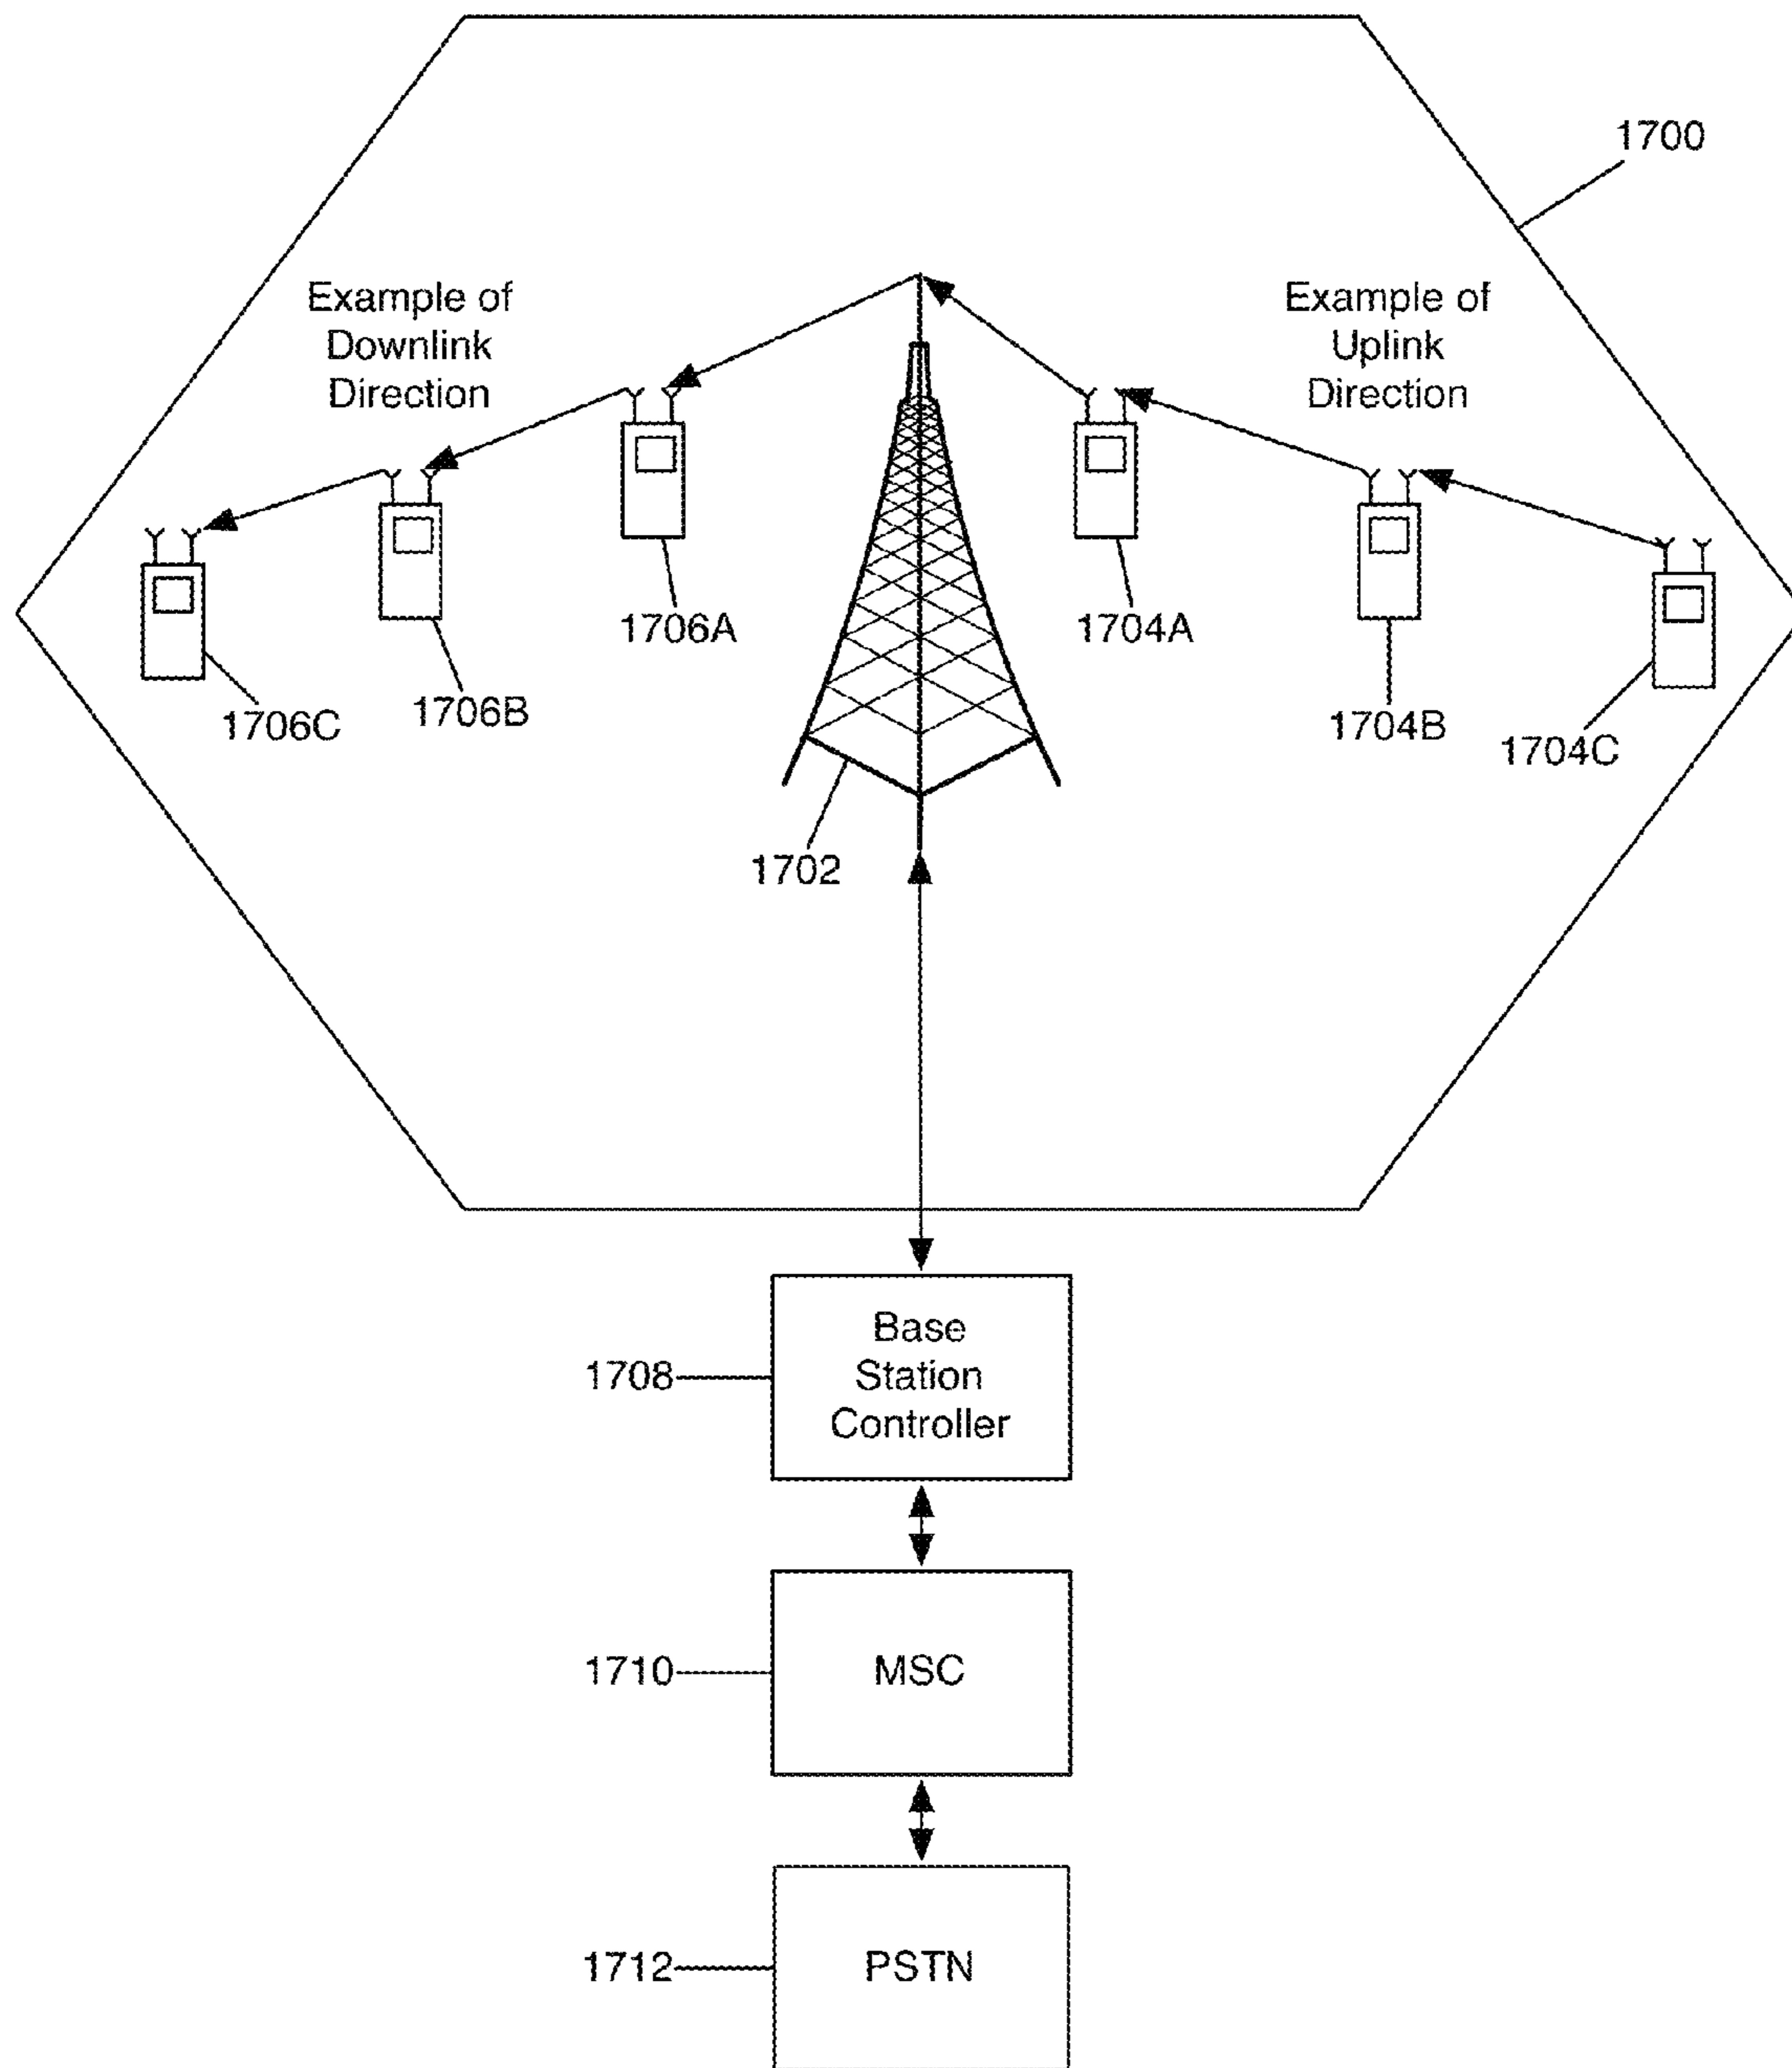 1700
Example of
Downlink
Direction
Example of
Uplink
Direction
1706A
1704A
1706C
1706B
1704B
1704C
1702
1708
Base
Station
Controller
1710
MSC
1712
PSTN